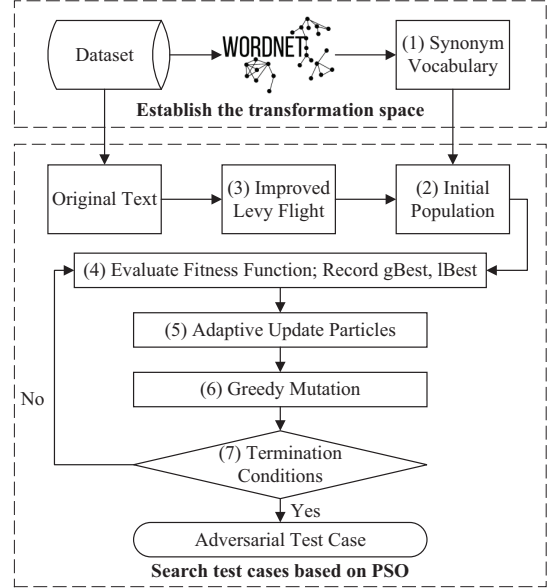 Dataset
WORDNET
(1) Synonym
Vocabulary
Establish the transformation space
Original Text
(3) Improved
Levy Flight
(2) Initial
Population
(4) Evaluate Fitness Function; Record gBest, lBest
(5) Adaptive Update Particles
(6) Greedy Mutation
No
(7) Termination
Conditions
Yes
Adversarial Test Case
Search test cases based on PSO